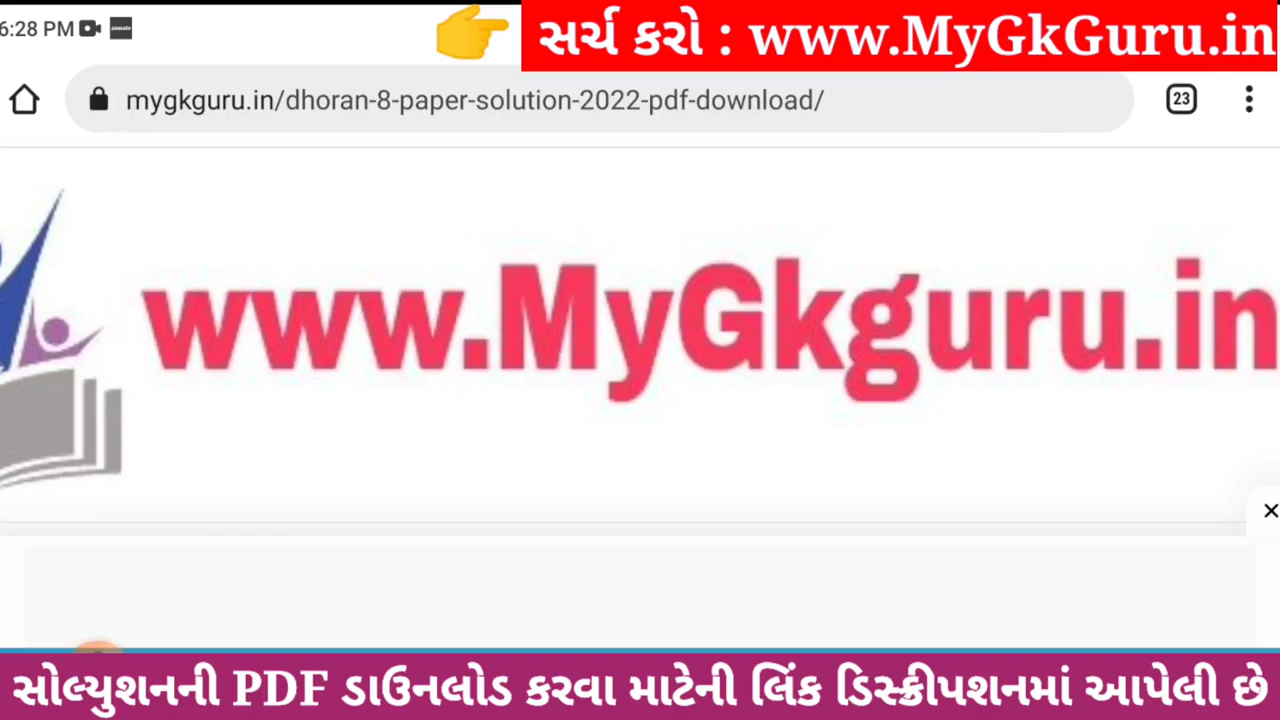 6:28 PM
સર્ચ કરો : www.MyGkGuru.in
mygkguru.in/dhoran-8-paper-solution-2022-pdf-download/
23
www.MyGkguru.in
સોલ્યુશનની PDF ડાઉનલોડ કરવા માટેની લિંક ડિસ્ક્રીપશનમાં આપેલી છે